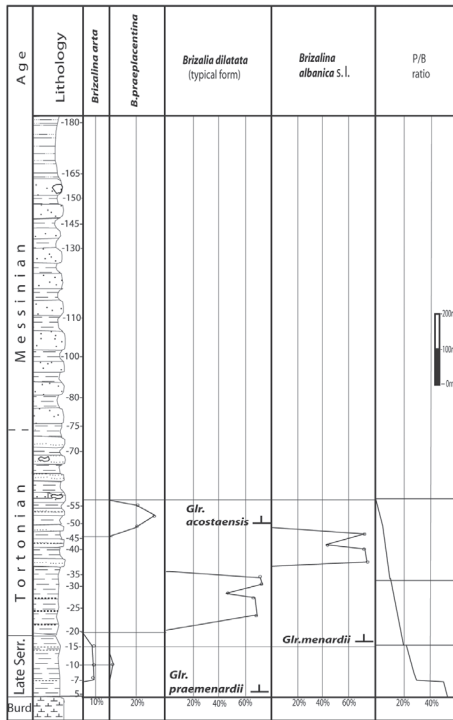 Age
Lithology
Brizalina arta
B.praeplacentina
Brizalia dilatata
(typical form)
Brizalina
albanica s.l.
P/B
ratio
Messinian
Tortonian
Late Serr.
Burd
-180-
-165-
-150-
-145-
-130-
-110-
-100-
-80-
-75-
-70-
-55-
-50-
-45-
-40-
-35-
-30-
-25-
-20-
-15-
-10-
-7-
5-
200m
-100m
-0m
Glr.
acostaensis
Glr.menardii
Glr.
praemenardii
10%
20%
20%
40%
60%
20%
40%
60%
20%
40%